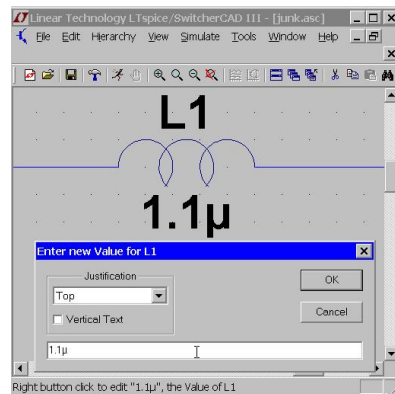 Linear Technology LTspice/SwitcherCAD III - [junk.asc]
File Edit Hierarchy View Simulate Tools Window Help
L1
1.1µ
Enter new Value for L1
Justification
Top
Vertical Text
OK
Cancel
1.1µ
Right button click to edit "1.1µ", the Value of L1